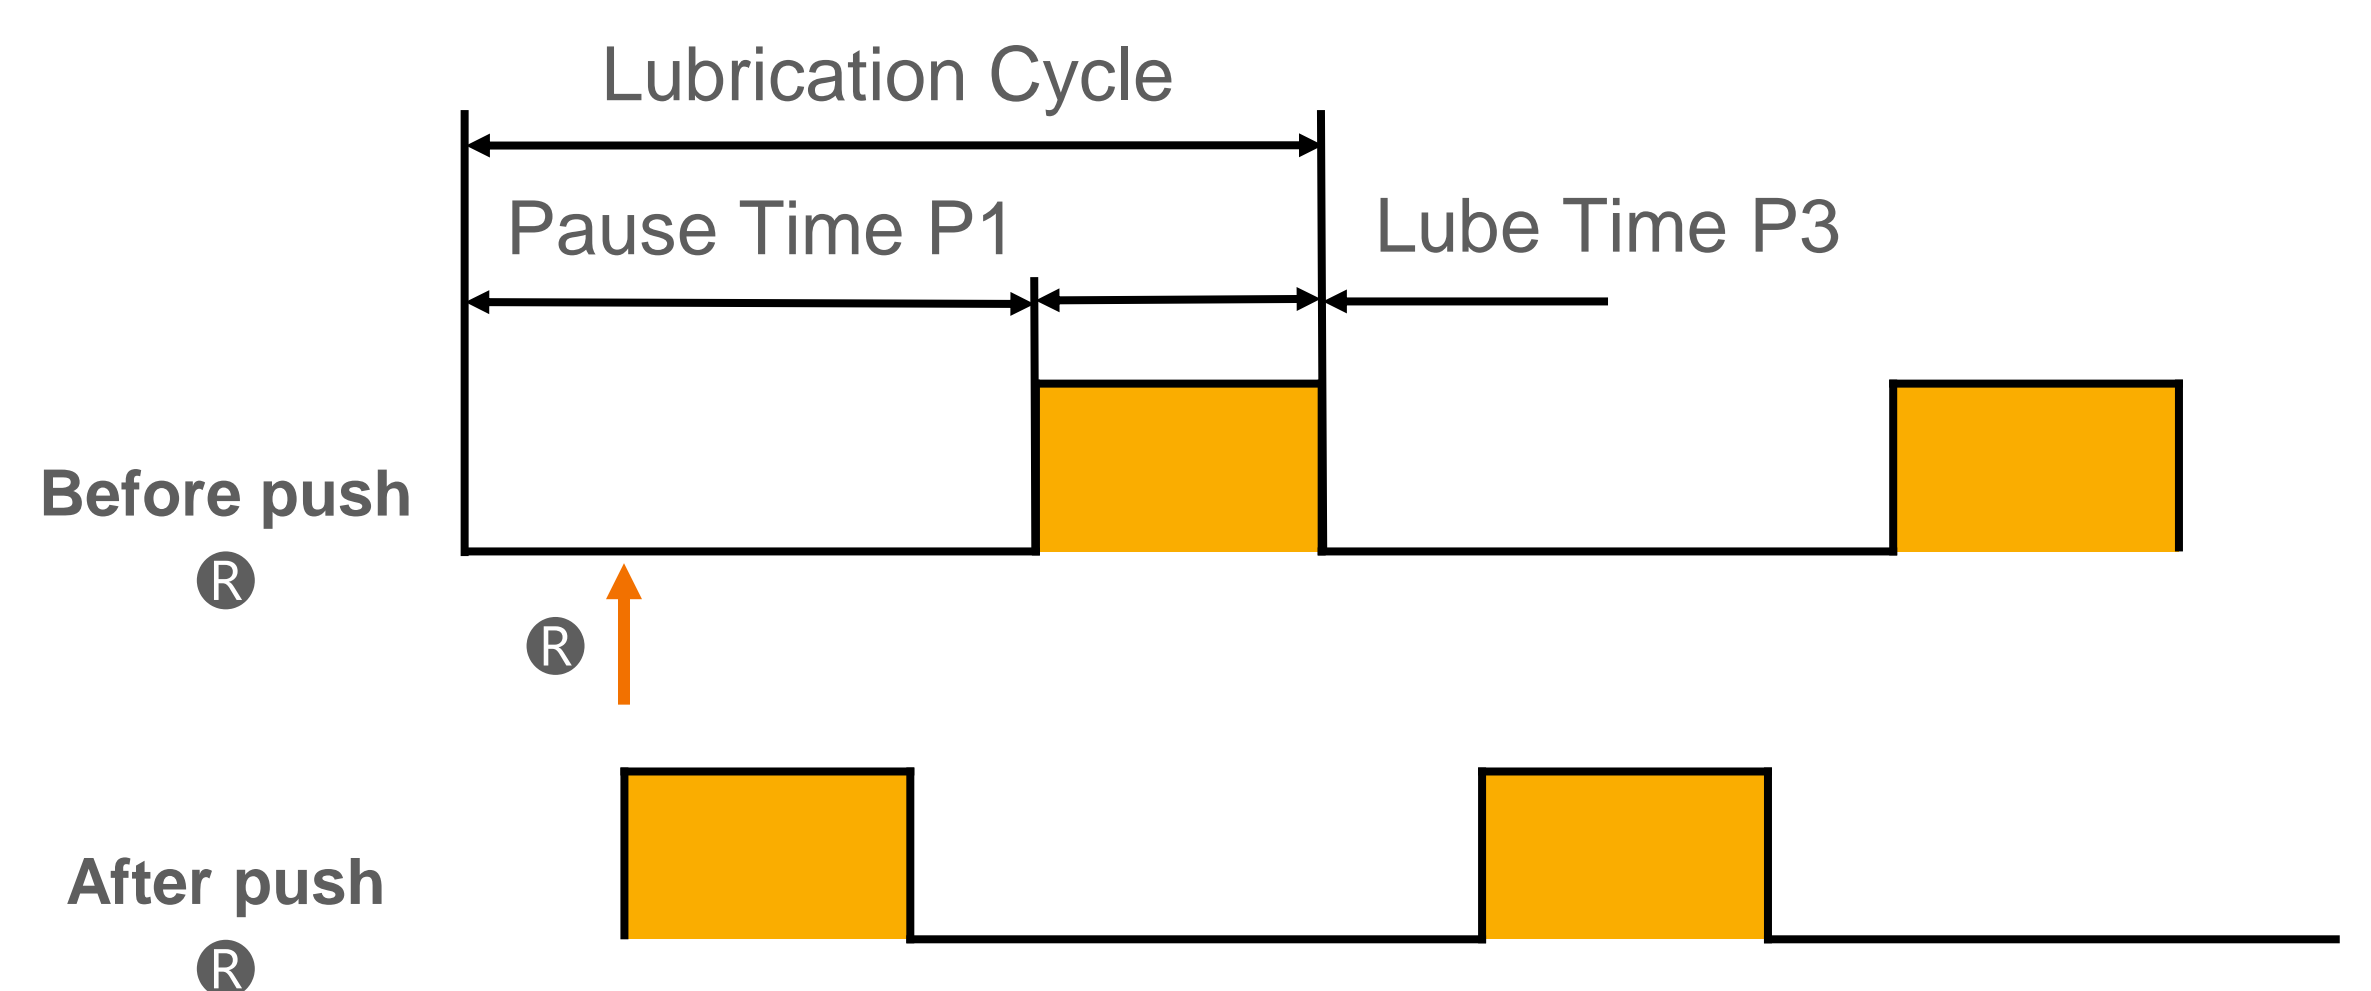 Lubrication Cycle
Pause Time P1
Lube Time P3
Before push
®
®
After push
®